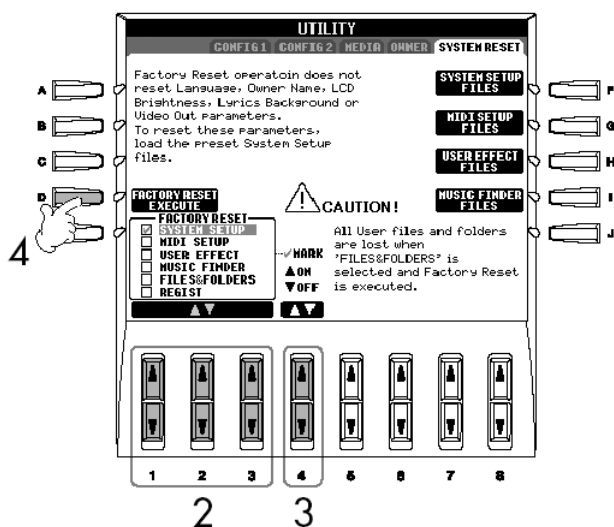 UTILITY
CONFIG1 CONFIG2 MEDIA OWNER SYSTEM RESET
Factory Reset operatoin does not
reset Language, Owner Name, LCD
Brightness, Lyrics Background or
Video Out parameters.
To reset these parameters,
load the preset System Setup
files.
A
B
C
D
SYSTEM SETUP
FILES
MIDI SETUP
FILES
USER EFFECT
FILES
MUSIC FINDER
FILES
F
G
H
I
J
4
FACTORY RESET
EXECUTE
FACTORY RESET
SYSTEM SETUP
MIDI SETUP
USER EFFECT
MUSIC FINDER
FILES&FOLDERS
REGIST
MARK
▲ON
▼OFF
CAUTION!
All User files and folders
are lost when
"FILES&FOLDERS" is
selected and Factory Reset
is executed.
▲▼ ▲▼
1 2 3 4 5 6 7 8
2 3